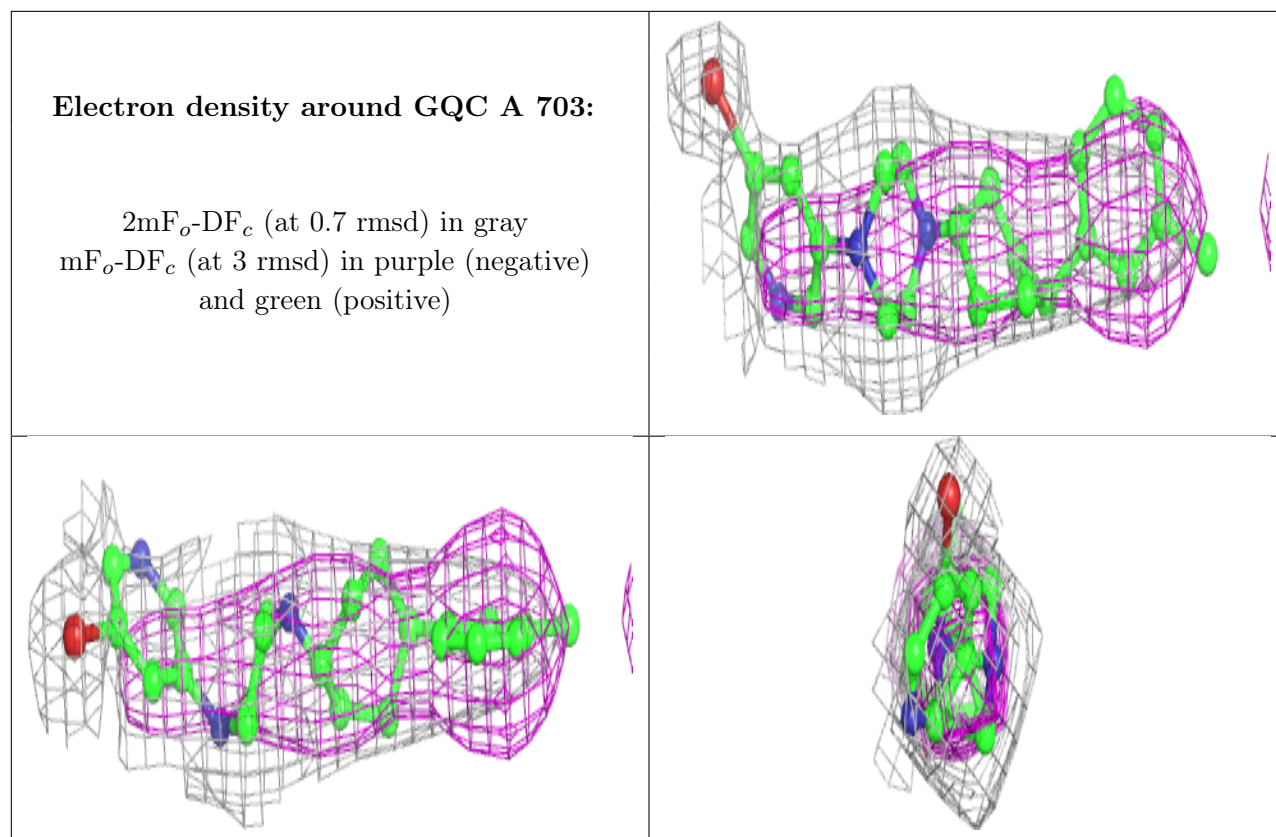 Electron density around GQC A 703:
2mFo-DFc (at 0.7 rmsd) in gray
mFo-DFc (at 3 rmsd) in purple (negative)
and green (positive)